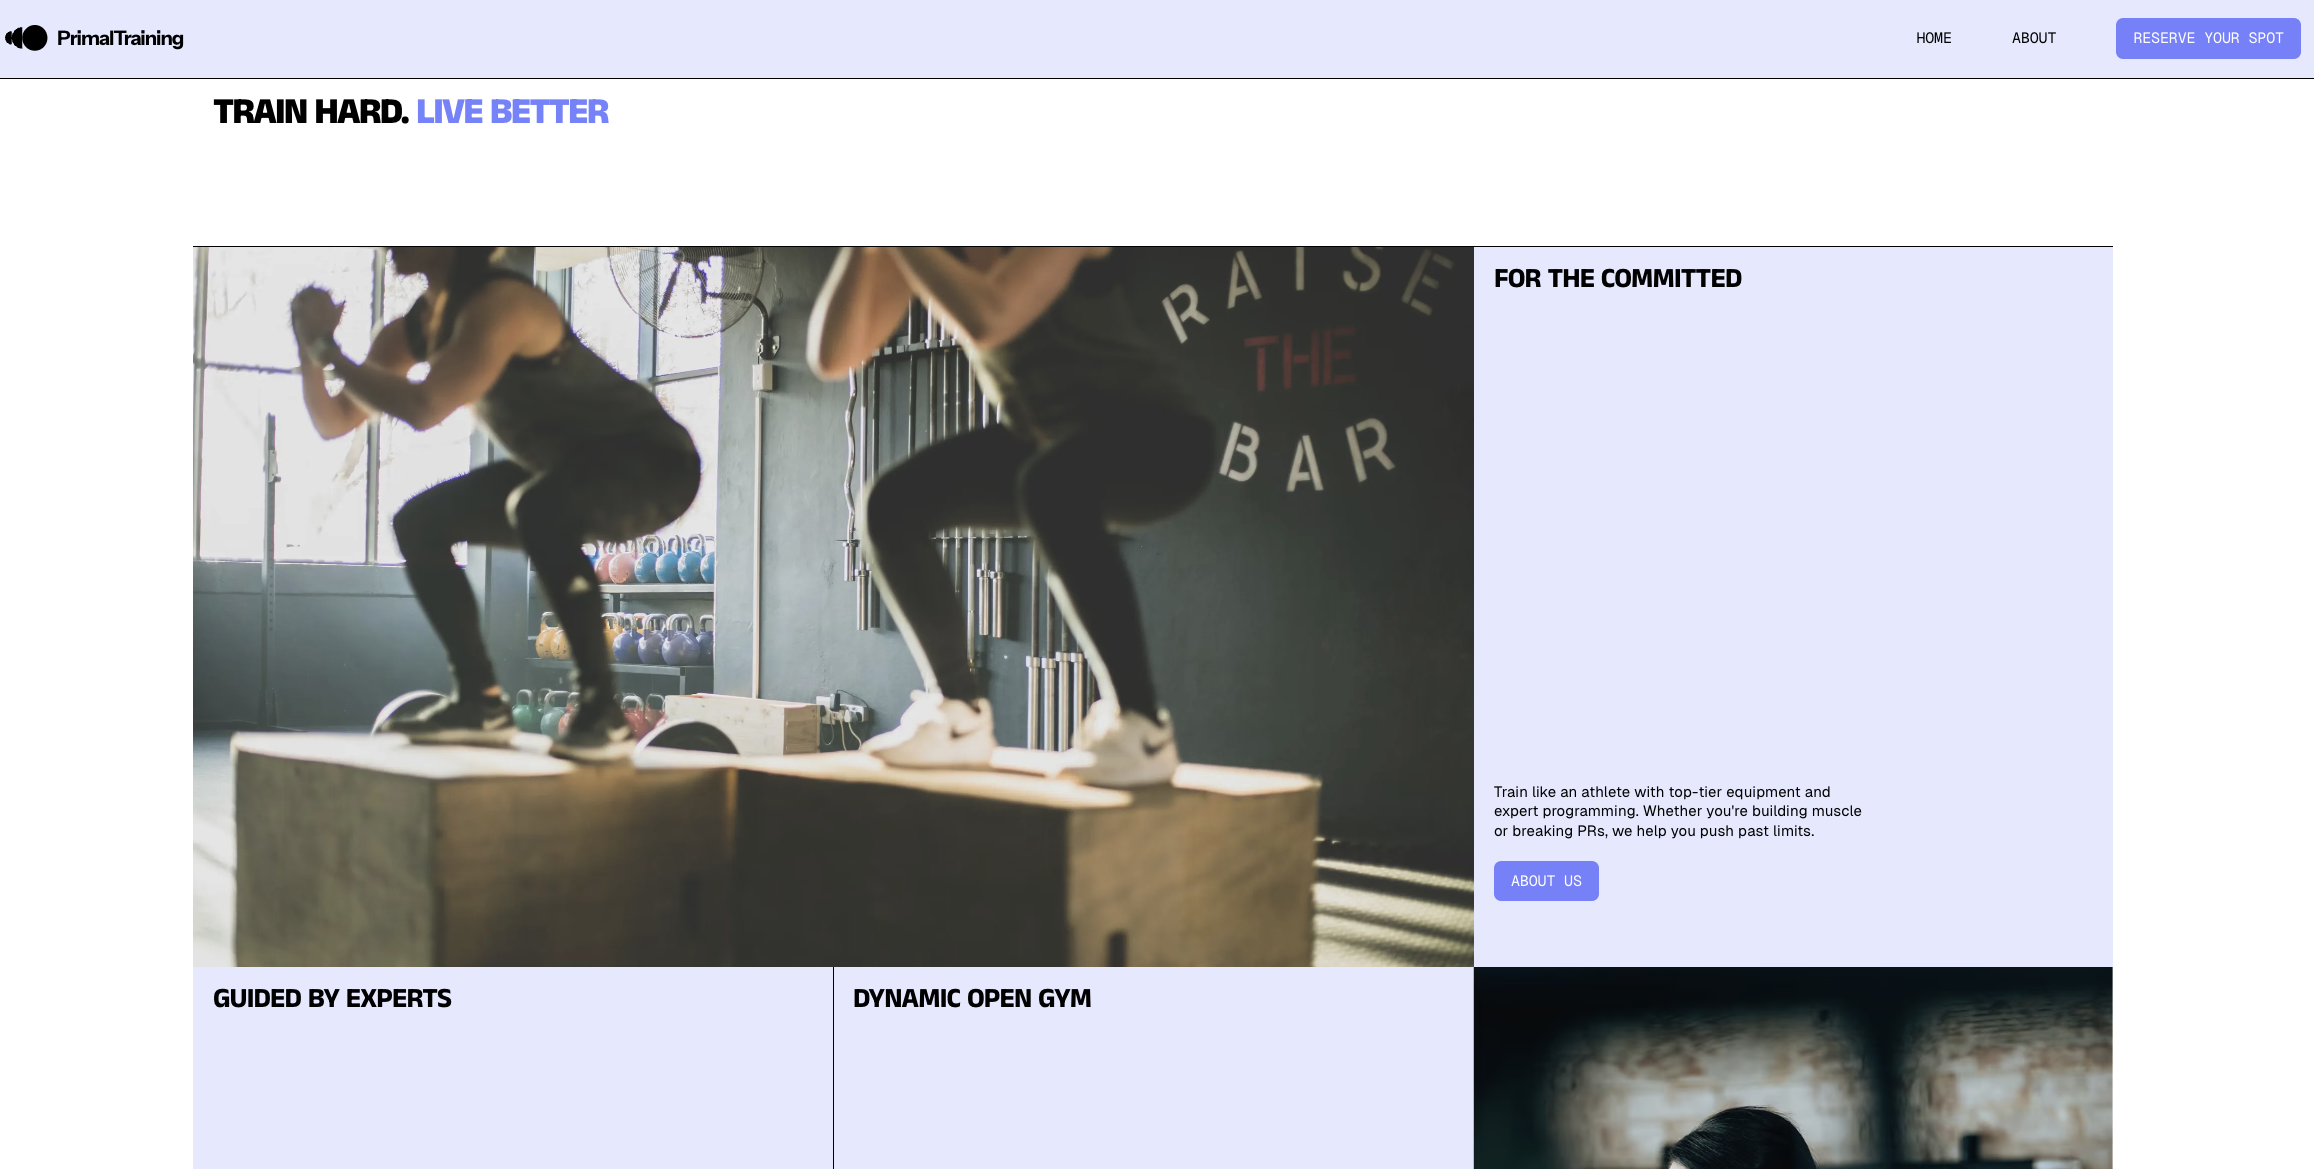 PrimalTraining
HOME
ABOUT
RESERVE YOUR SPOT
TRAIN HARD. LIVE BETTER
RAISE
THE
BAR
FOR THE COMMITTED
Train like an athlete with top-tier equipment and
expert programming. Whether you're building muscle
or breaking PRs, we help you push past limits.
ABOUT US
GUIDED BY EXPERTS
DYNAMIC OPEN GYM